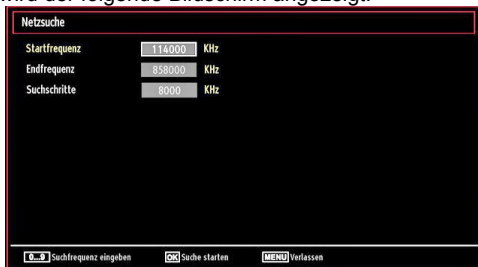 wird der folgende Bildschirm angezeigt:
Netzsuche
Startfrequenz 114000 KHz
Endfrequenz 858000 KHz
Suchschritte 8000 KHz
0...9 Suchfrequenz eingeben OK Suche starten MENU Verlassen